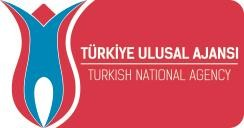 TÜRKİYE ULUSAL AJANSI
TURKISH NATIONAL AGENCY